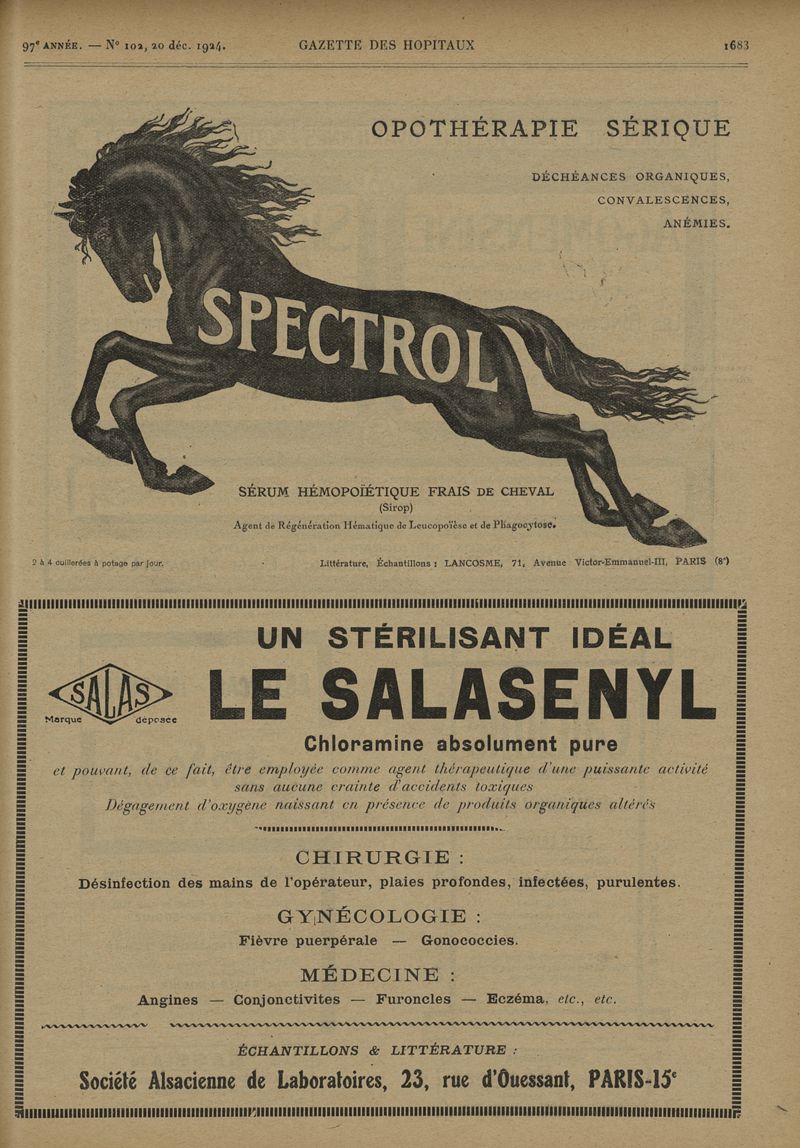 97e ANNÉE. — No 102, 20 déc. 1924. GAZETTE DES HOPITAUX 1683
OPOTHÉRAPIE SÉRIQUE
DÉCHÉANCES ORGANIQUES,
CONVALESCENCES,
ANÉMIES.
SPECTROL
SÉRUM HÉMOPOÏÉTIQUE FRAIS DE CHEVAL
(Sirop)
Agent de Régénération Hématique de Leucopoïèse et de Phagocytose.
2 à 4 cuillerées à potage par jour. Littérature, Échantillons : LANCOSME, 71, Avenue Victor-Emmanuel-III, PARIS (8e)
UN STÉRILISANT IDÉAL
SALAS
Marque déposée
LE SALASENYL
Chloramine absolument pure
et pouvant, de ce fait, être employée comme agent thérapeutique d'une puissante activité
sans aucune crainte d'accidents toxiques
Dégagement d'oxygène naissant en présence de produits organiques altérés
CHIRURGIE :
Désinfection des mains de l'opérateur, plaies profondes, infectées, purulentes.
GYNÉCOLOGIE :
Fièvre puerpérale — Gonococcies.
MÉDECINE :
Angines — Conjonctivites — Furoncles — Eczéma, etc., etc.
ÉCHANTILLONS & LITTÉRATURE :
Société Alsacienne de Laboratoires, 23, rue d'Ouessant, PARIS-15e